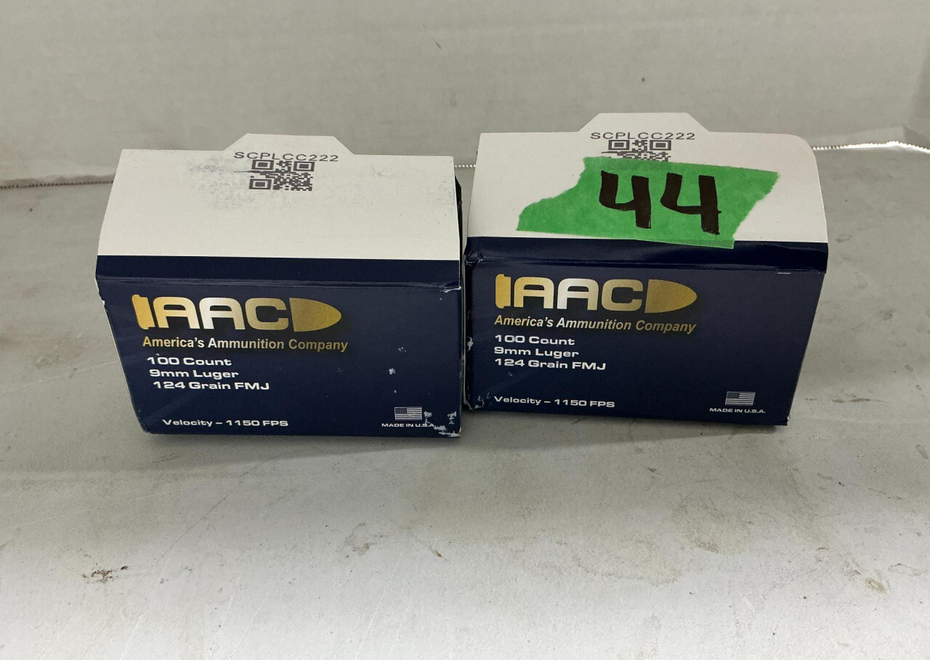 SCPLCC222
AAC
America's Ammunition Company
100 Count
9mm Luger
124 Grain FMJ
Velocity – 1150 FPS
MADE IN U.S.A.
SCPLCC222
44
AAC
America's Ammunition Company
100 Count
9mm Luger
124 Grain FMJ
Velocity – 1150 FPS
MADE IN U.S.A.